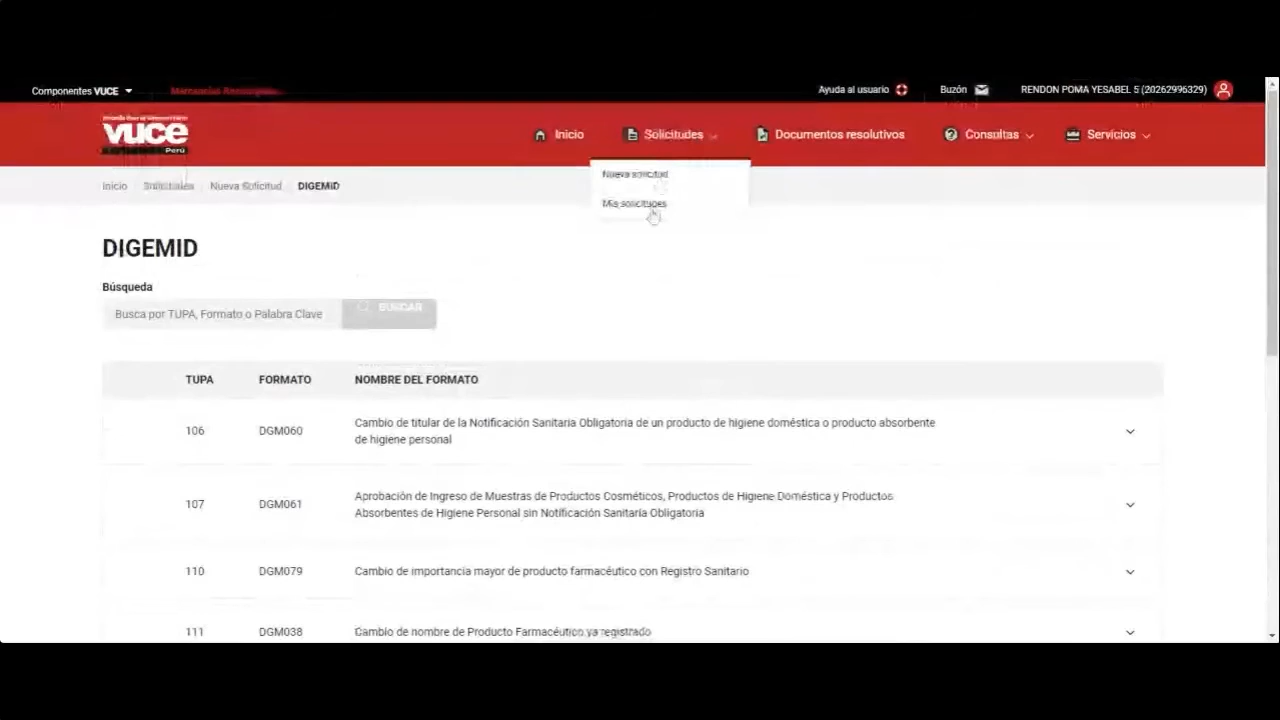 Componentes VUCE
Ayuda al usuario
Buzón
RENDON POMA YESABEL 5 (20262996329)
vuce
Perú
Inicio
Solicitudes
Documentos resolutivos
Consultas
Servicios
Nueva solicitud
Mis solicitudes
Inicio
Solicitudes
Nueva Solicitud
DIGEMID
DIGEMID
Búsqueda
Busca por TUPA, Formato o Palabra Clave
BUSCAR
TUPA FORMATO NOMBRE DEL FORMATO
106 DGM060 Cambio de titular de la Notificación Sanitaria Obligatoria de un producto de higiene doméstica o producto absorbente
de higiene personal
107 DGM061 Aprobación de Ingreso de Muestras de Productos Cosméticos, Productos de Higiene Doméstica y Productos
Absorbentes de Higiene Personal sin Notificación Sanitaria Obligatoria
110 DGM079 Cambio de importancia mayor de producto farmacéutico con Registro Sanitario
111 DGM038 Cambio de nombre de Producto Farmacéutico ya registrado